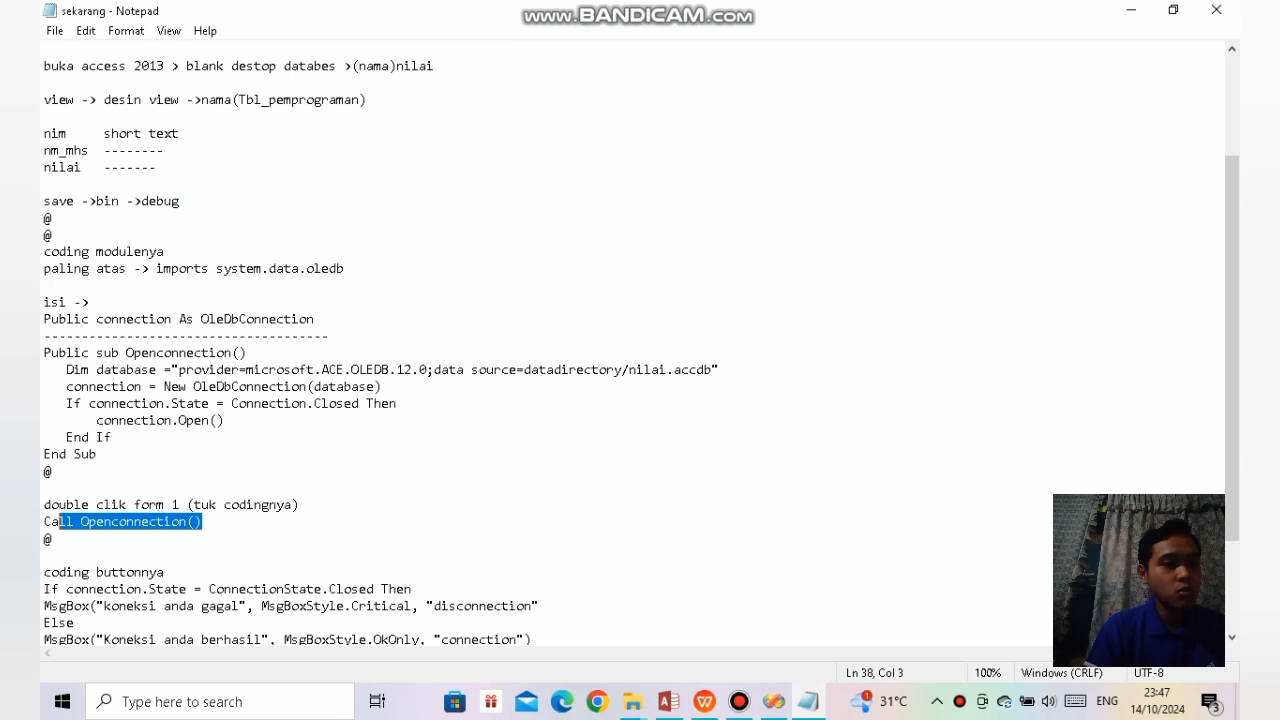 sekarang - Notepad
www.BANDICAM.com
File Edit Format View Help
buka access 2013 > blank destop databes >(nama)nilai
view -> desin view ->nama(Tbl_pemprograman)
nim short text
nm_mhs --------
nilai -------
save ->bin ->debug
@
@
coding modulenya
paling atas -> imports system.data.oledb
isi ->
Public connection As OleDbConnection
--------------------------------------
Public sub Openconnection()
Dim database ="provider=microsoft.ACE.OLEDB.12.0;data source=datadirectory/nilai.accdb"
connection = New OleDbConnection(database)
If connection.State = Connection.Closed Then
connection.Open()
End If
End Sub
@
double clik form 1 (tuk codingnya)
Call Openconnection()
@
coding buttonnya
If connection.State = ConnectionState.Closed Then
MsgBox("koneksi anda gagal", MsgBoxStyle.Critical, "disconnection"
Else
MsgBox("Koneksi anda berhasil", MsgBoxStyle.OkOnly, "connection")
Ln 38, Col 3 100% Windows (CRLF) UTF-8
Type here to search
1
31°C
ENG
23:47
14/10/2024
3